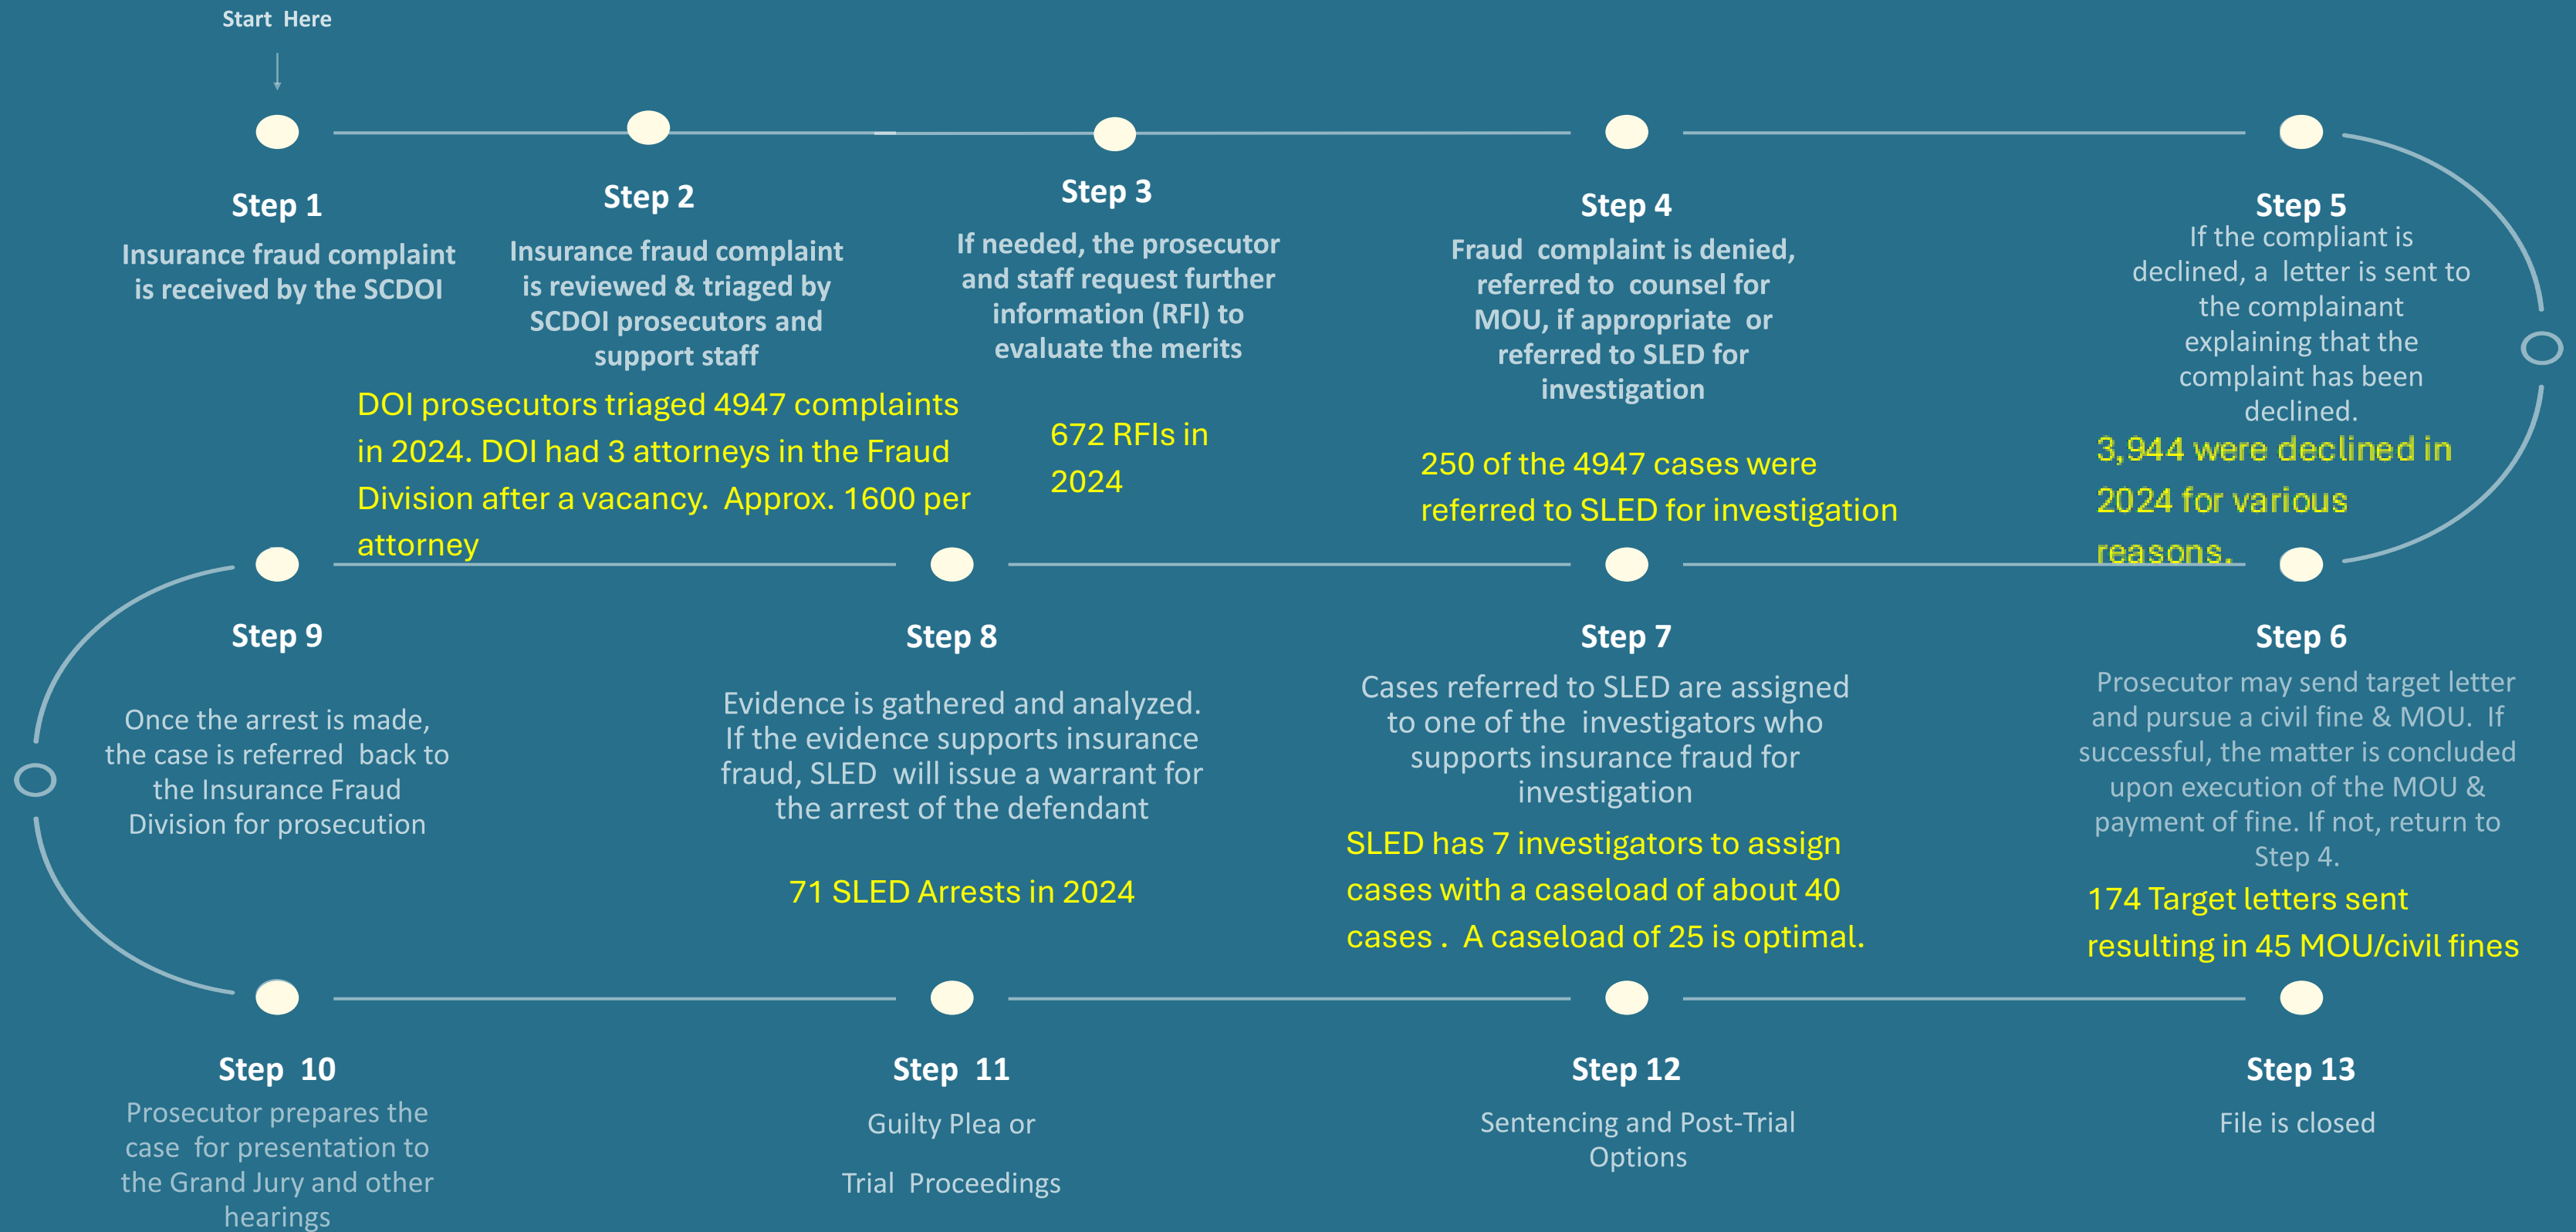 Start Here
Step 1
Insurance fraud complaint
is received by the SCDOI
Step 2
Insurance fraud complaint
is reviewed & triaged by
SCDOI prosecutors and
support staff
DOI prosecutors triaged 4947 complaints
in 2024. DOI had 3 attorneys in the Fraud
Division after a vacancy. Approx. 1600 per
attorney
Step 3
If needed, the prosecutor
and staff request further
information (RFI) to
evaluate the merits
672 RFIs in
2024
Step 4
Fraud complaint is denied,
referred to counsel for
MOU, if appropriate or
referred to SLED for
investigation
250 of the 4947 cases were
referred to SLED for investigation
Step 5
If the compliant is
declined, a letter is sent to
the complainant
explaining that the
complaint has been
declined.
3,944 were declined in
2024 for various
reasons.
Step 6
Prosecutor may send target letter
and pursue a civil fine & MOU. If
successful, the matter is concluded
upon execution of the MOU &
payment of fine. If not, return to
Step 4.
174 Target letters sent
resulting in 45 MOU/civil fines
Step 7
Cases referred to SLED are assigned
to one of the investigators who
supports insurance fraud for
investigation
SLED has 7 investigators to assign
cases with a caseload of about 40
cases . A caseload of 25 is optimal.
Step 8
Evidence is gathered and analyzed.
If the evidence supports insurance
fraud, SLED will issue a warrant for
the arrest of the defendant
71 SLED Arrests in 2024
Step 9
Once the arrest is made,
the case is referred back to
the Insurance Fraud
Division for prosecution
Step 10
Prosecutor prepares the
case for presentation to
the Grand Jury and other
hearings
Step 11
Guilty Plea or
Trial Proceedings
Step 12
Sentencing and Post-Trial
Options
Step 13
File is closed